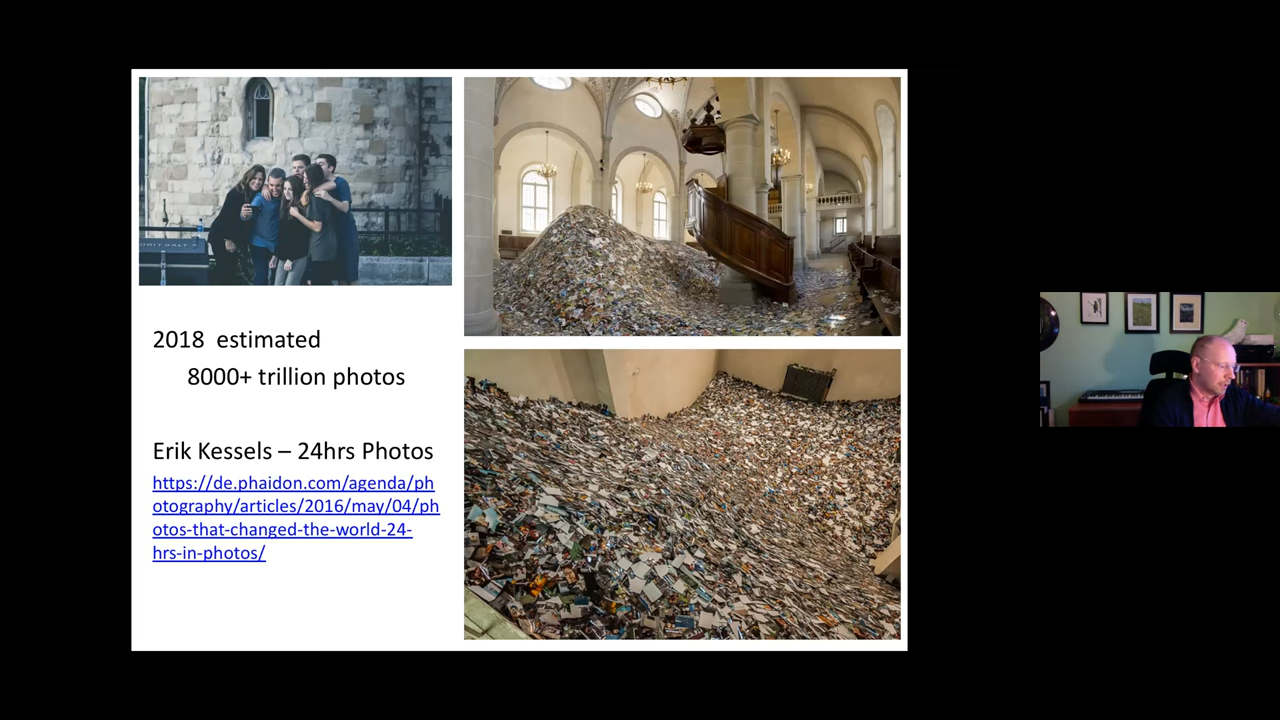 2018 estimated
8000+ trillion photos
Erik Kessels – 24hrs Photos
https://de.phaidon.com/agenda/ph
otography/articles/2016/may/04/ph
otos-that-changed-the-world-24-
hrs-in-photos/